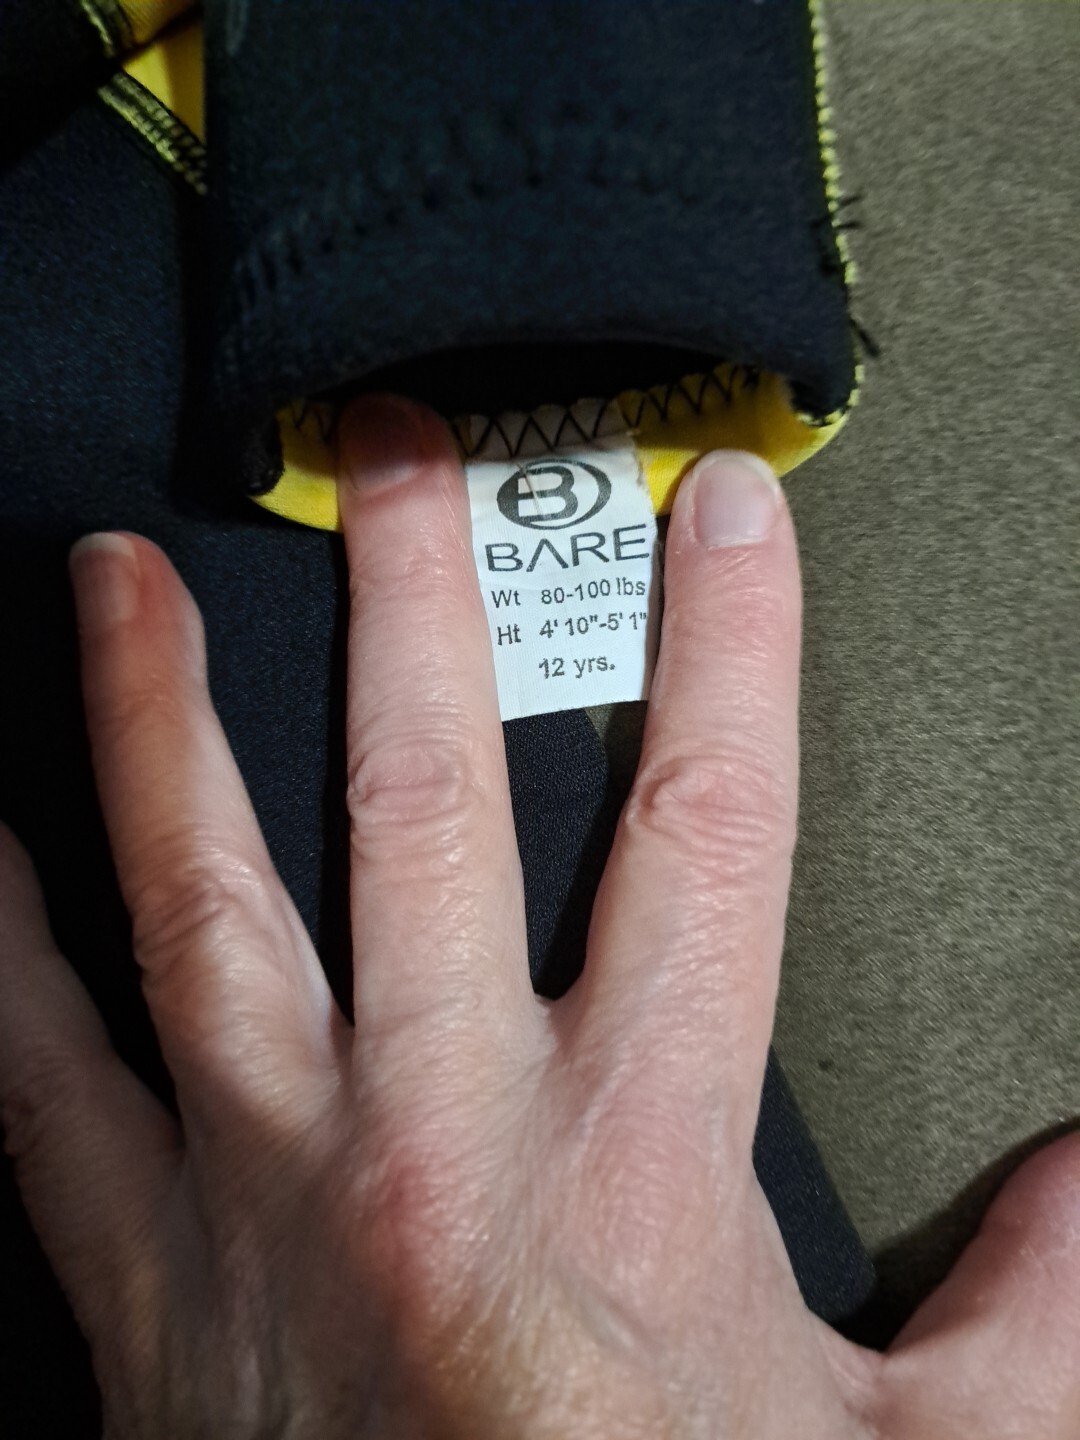 B
BARE
Wt 80-100 lbs
Ht 4'10"-5'1"
12 yrs.